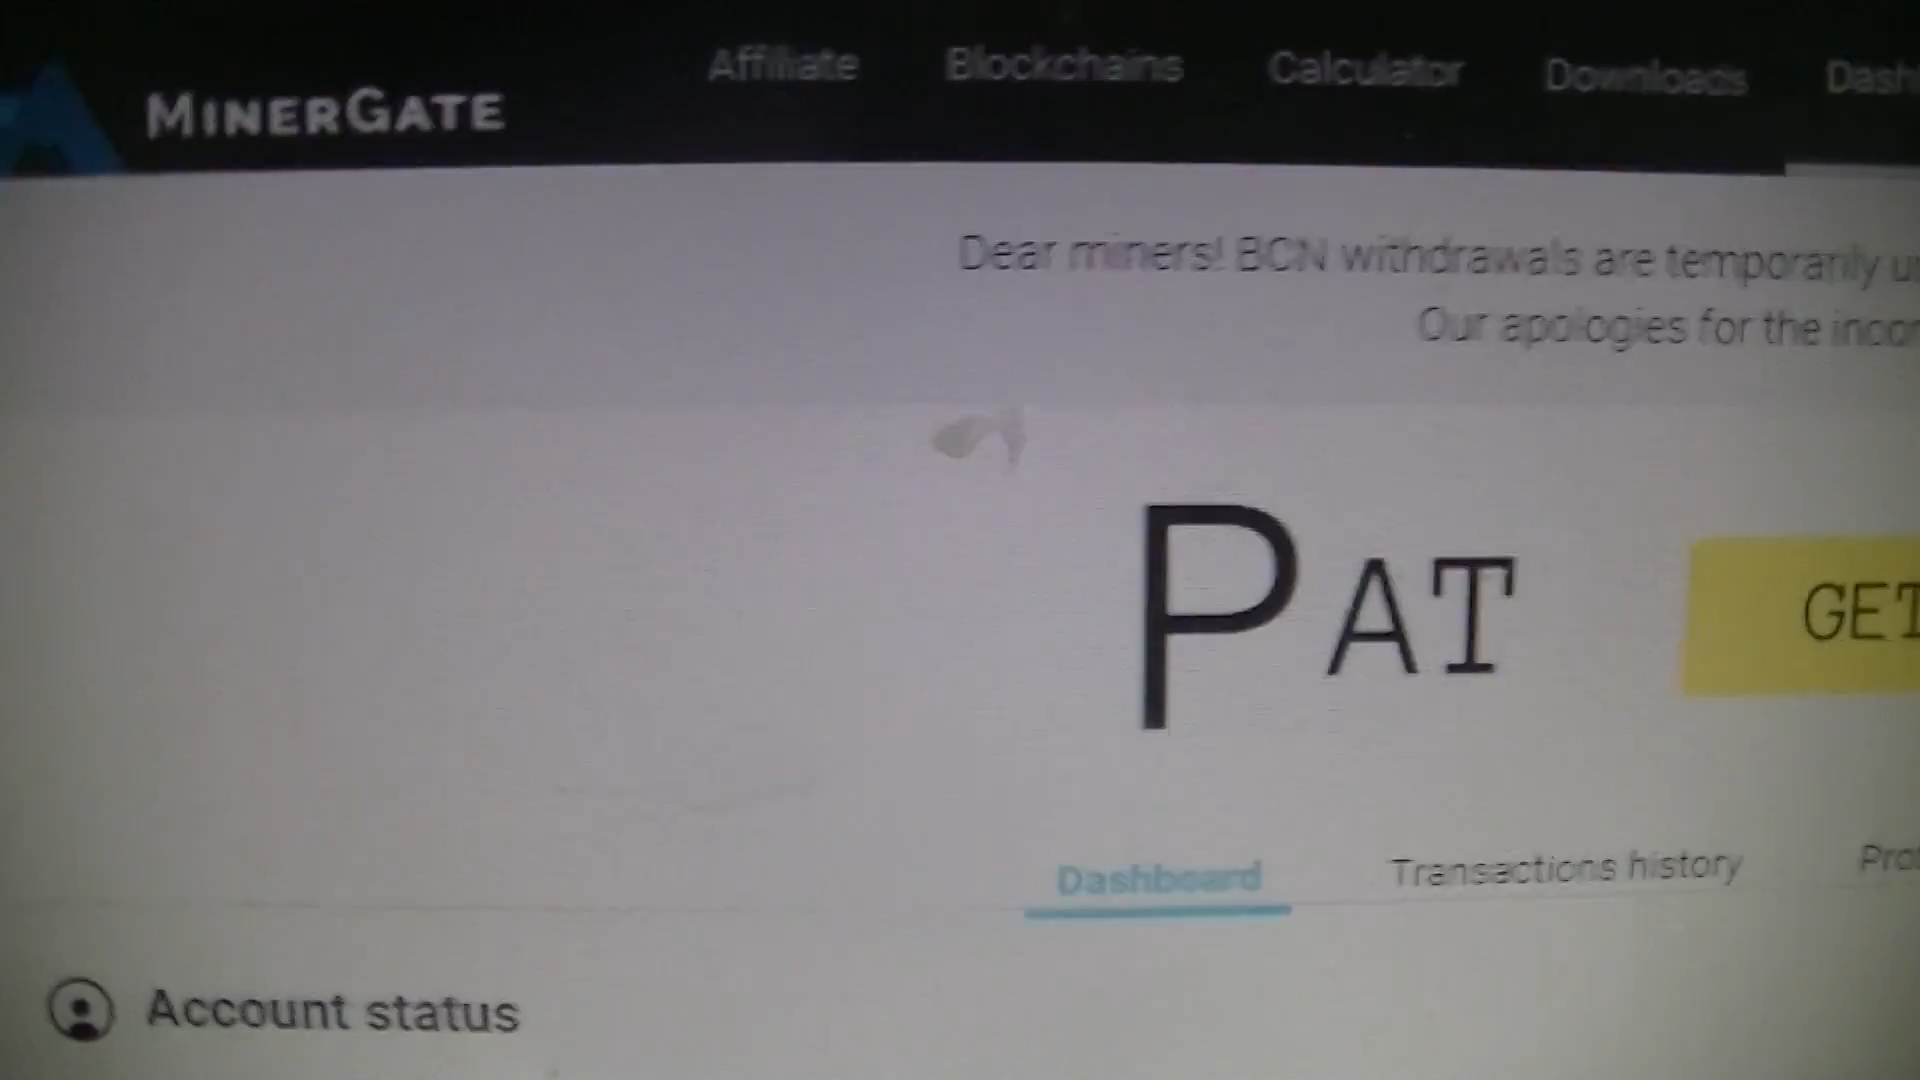 MINERGATE
Affiliate Blockchains Calculator Downloads
Dear miners! BCN withdrawals are temporarily
Our apologies for the
PAT
GET
Dashboard Transactions history
Account status